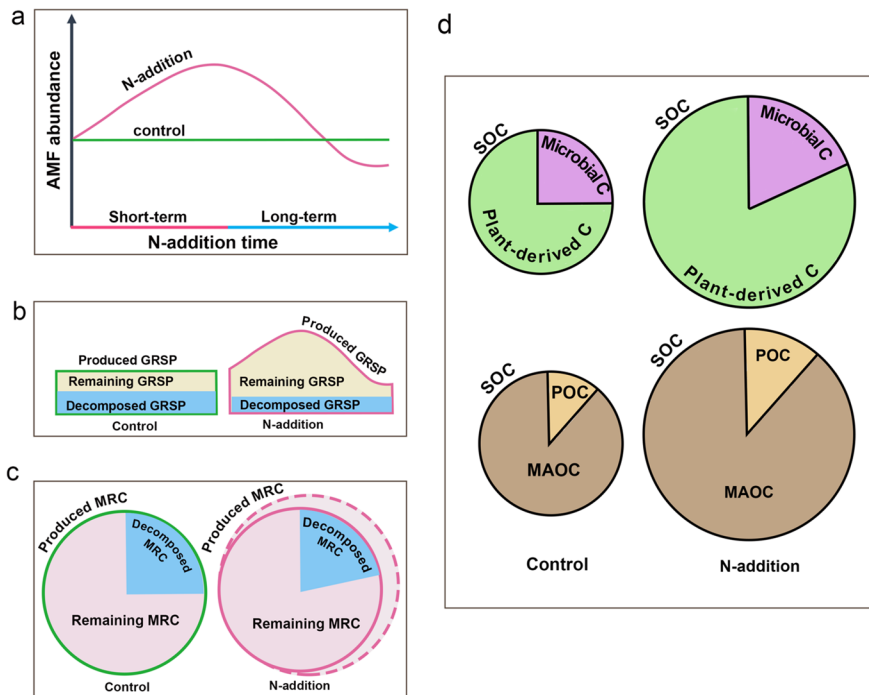 a
AMF abundance
N-addition
control
Short-term
Long-term
N-addition time
b
Produced GRSP
Remaining GRSP
Decomposed GRSP
Control
Produced GRSP
Remaining GRSP
Decomposed GRSP
N-addition
c
Produced MRC
Decomposed
MRC
Remaining MRC
Control
Produced MRC
Decomposed
MRC
Remaining MRC
N-addition
d
SOC
Microbial C
Plant-derived C
SOC
Microbial C
Plant-derived C
SOC
POC
MAOC
SOC
POC
MAOC
Control
N-addition